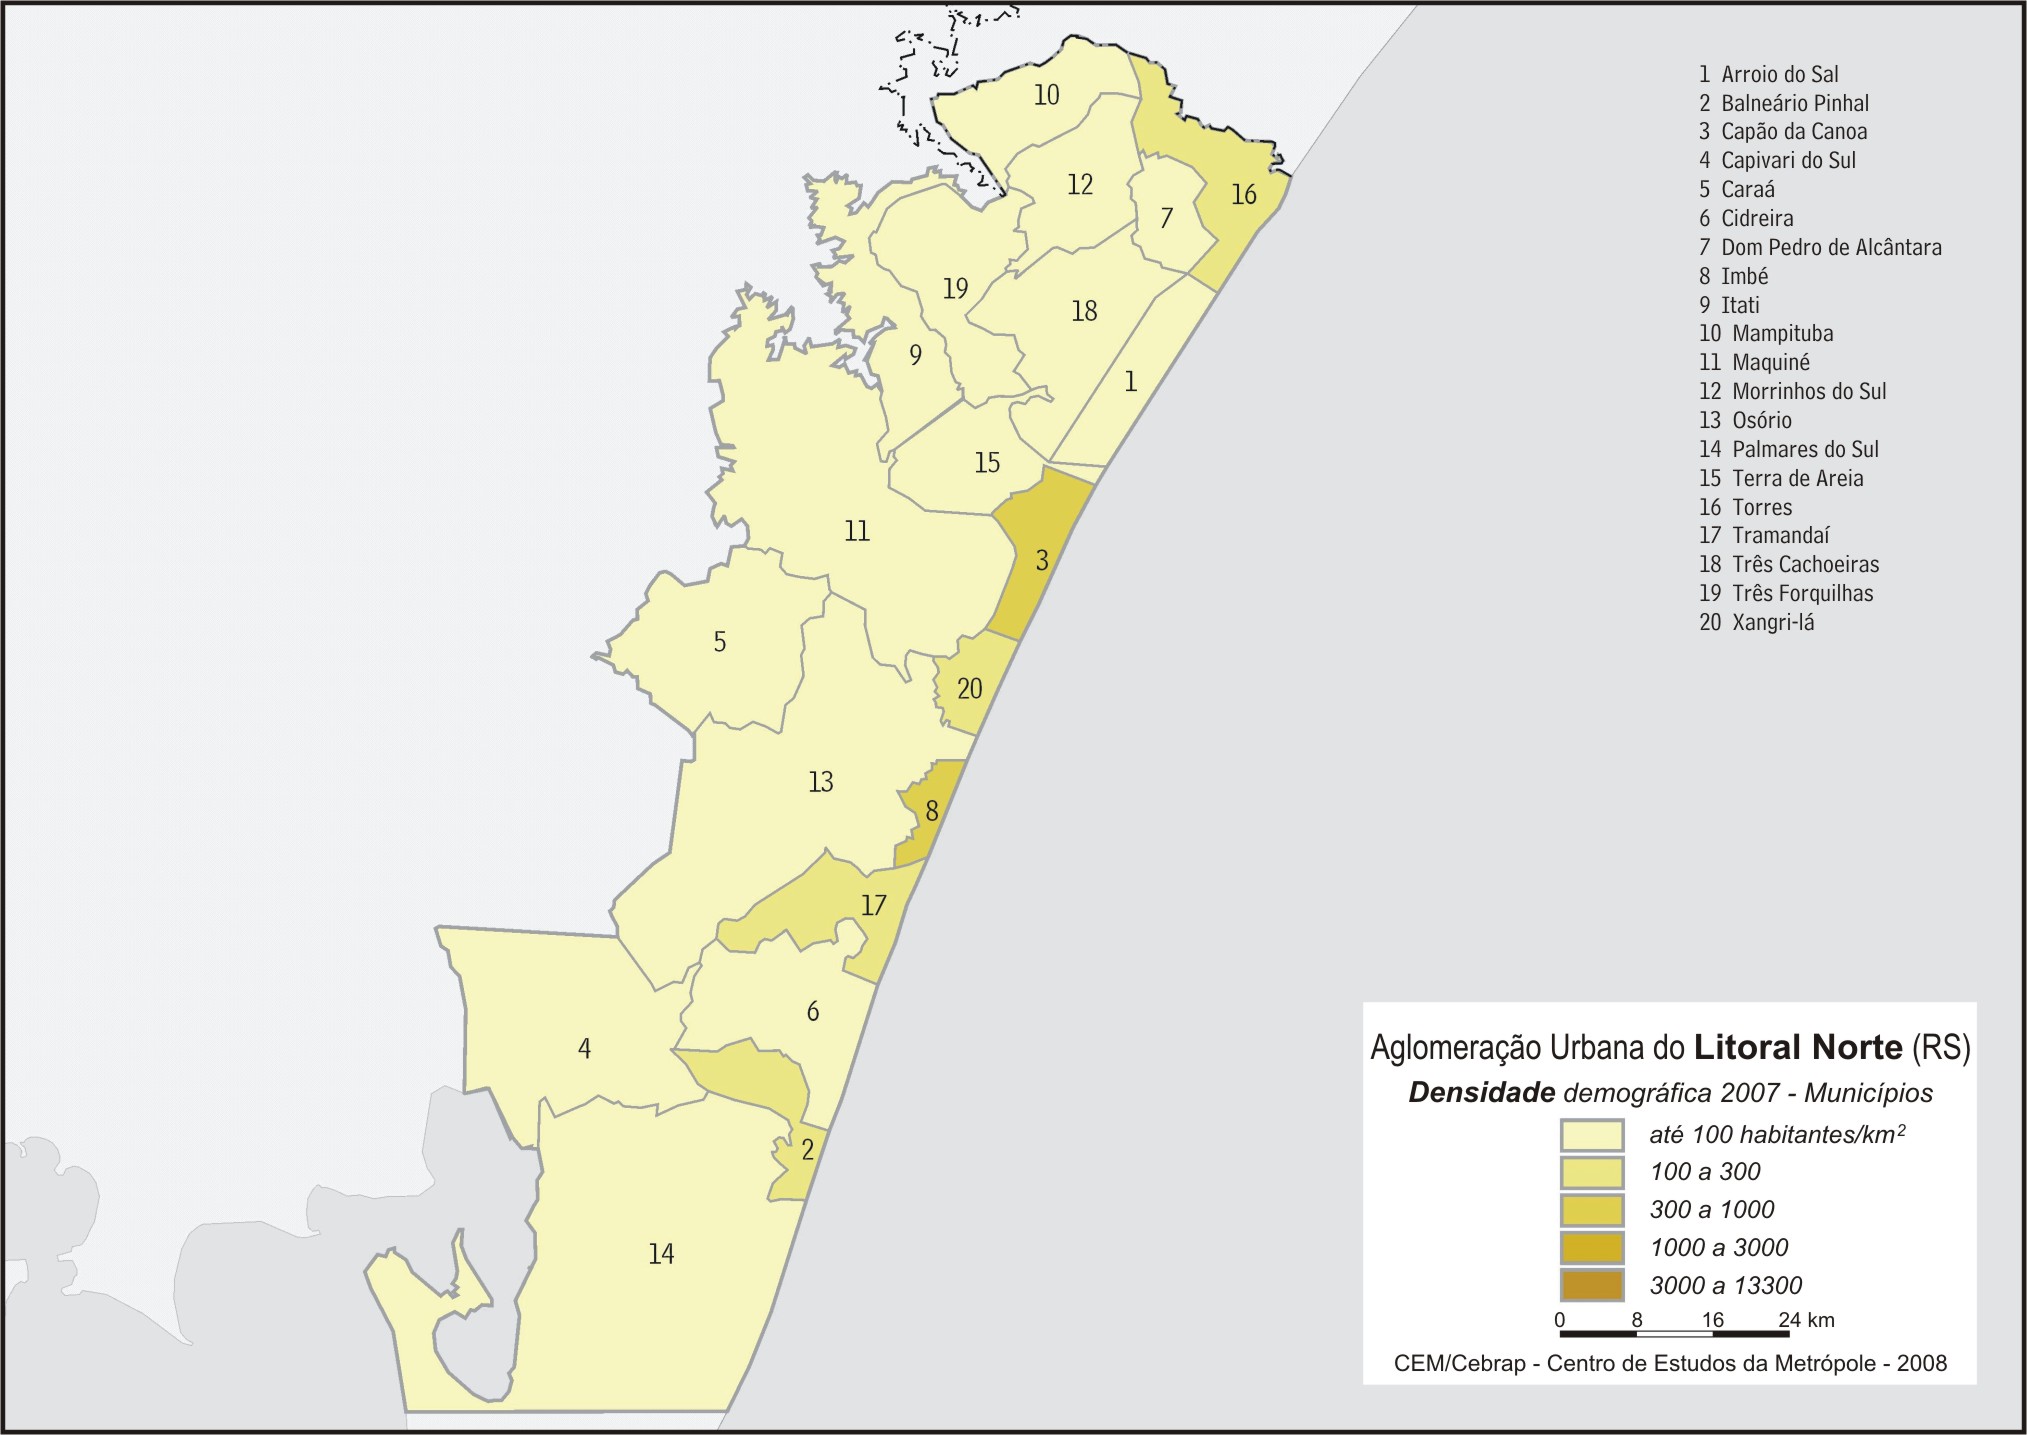 1 Arroio do Sal
2 Balneário Pinhal
3 Capão da Canoa
4 Capivari do Sul
5 Caraá
6 Cidreira
7 Dom Pedro de Alcântara
8 Imbé
9 Itati
10 Mampituba
11 Maquiné
12 Morrinhos do Sul
13 Osório
14 Palmares do Sul
15 Terra de Areia
16 Torres
17 Tramandaí
18 Três Cachoeiras
19 Três Forquilhas
20 Xangri-lá
10
12
16
7
19
18
9
1
15
11
3
5
20
13
8
17
6
4
2
14
Aglomeração Urbana do Litoral Norte (RS)
Densidade demográfica 2007 - Municípios
até 100 habitantes/km²
100 a 300
300 a 1000
1000 a 3000
3000 a 13300
0 8 16 24 km
CEM/Cebrap - Centro de Estudos da Metrópole - 2008